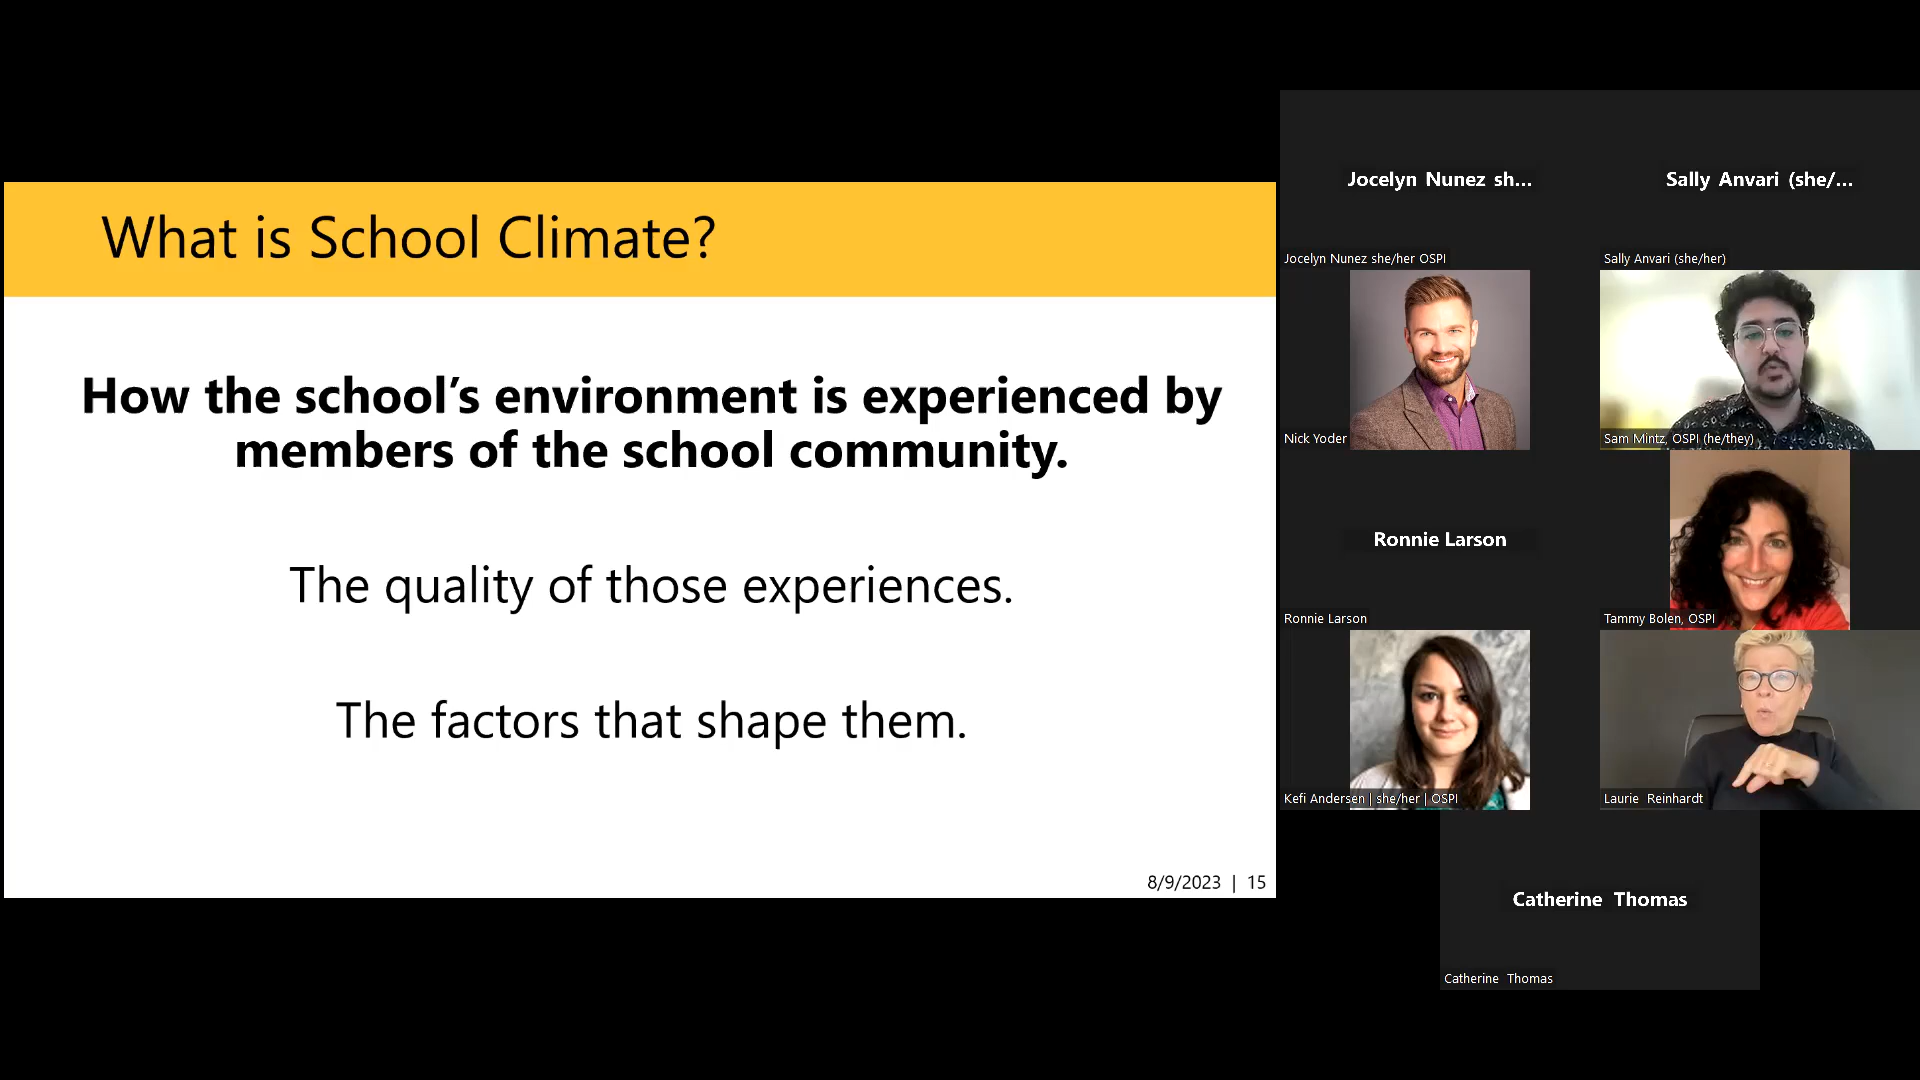 What is School Climate?
How the school’s environment is experienced by
members of the school community.
The quality of those experiences.
The factors that shape them.
8/9/2023 | 15
Jocelyn Nunez sh...
Jocelyn Nunez she/her OSPI
Sally Anvari (she/...
Sally Anvari (she/her)
Nick Yoder
Sam Mintz, OSPI (he/they)
Ronnie Larson
Ronnie Larson
Tammy Bolen, OSPI
Kefi Andersen | she/her | OSPI
Laurie Reinhardt
Catherine Thomas
Catherine Thomas